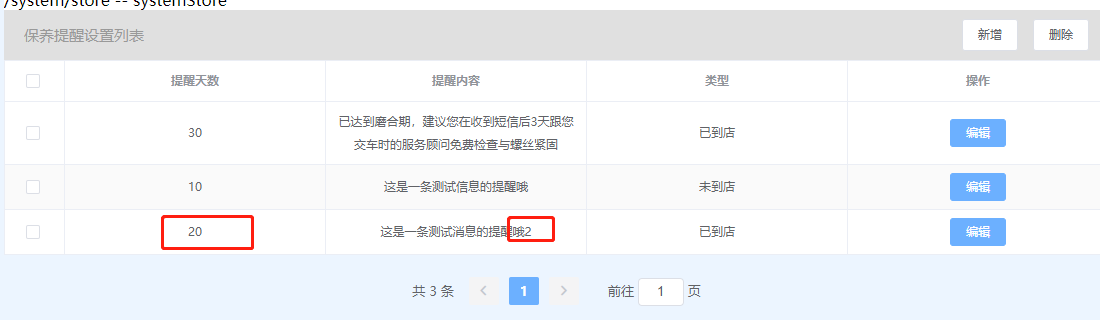 /system/store -- systemStore
保养提醒设置列表 新增 删除
提醒天数 提醒内容 类型 操作
30 已达到磨合期，建议您在收到短信后3天跟您 已到店 编辑
交车时的服务顾问免费检查与螺丝紧固
10 这是一条测试信息的提醒哦 未到店 编辑
20 这是一条测试消息的提醒哦2 已到店 编辑
共 3 条 1 前往 1 页